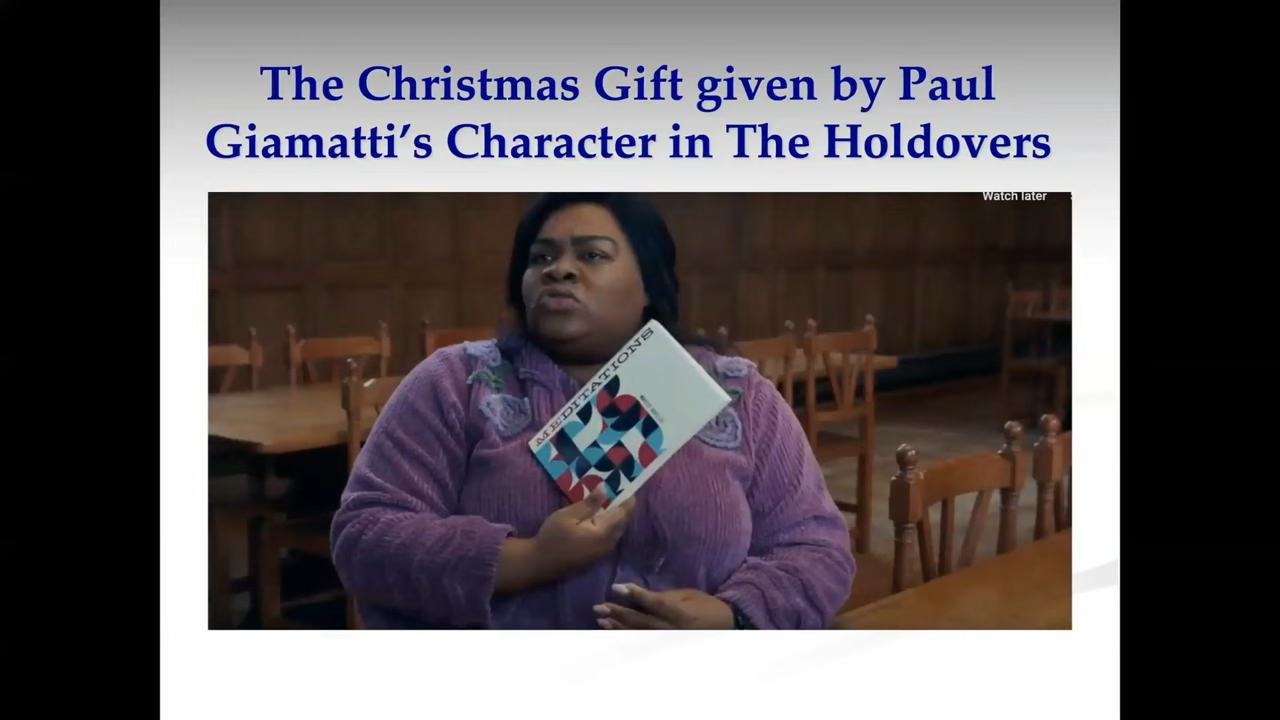 The Christmas Gift given by Paul
Giamatti’s Character in The Holdovers
Watch later
MEDITATIONS